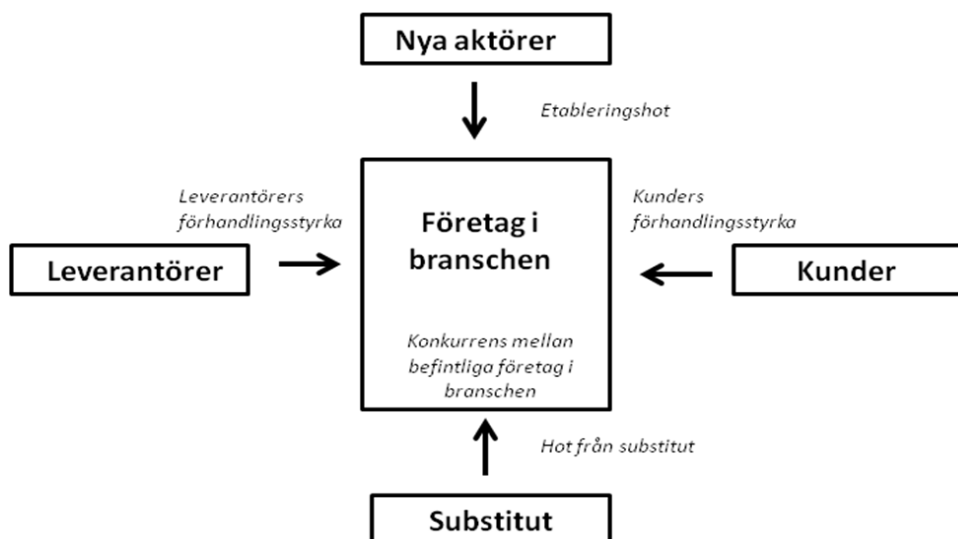 Nya aktörer
Etableringshot
Leverantörers
förhandlingsstyrka
Kunders
förhandlingsstyrka
Företag i
branschen
Leverantörer
Kunder
Konkurrens mellan
befintliga företag i
branschen
Hot från substitut
Substitut